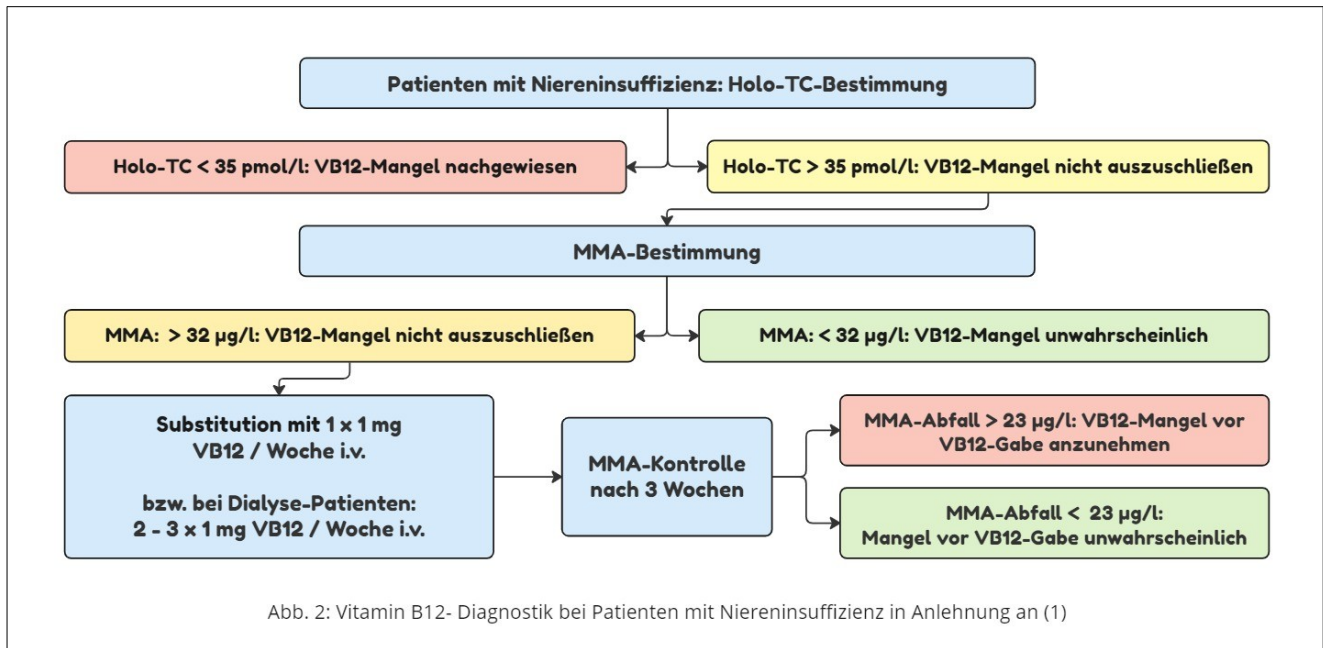 Patienten mit Niereninsuffizienz: Holo-TC-Bestimmung
Holo-TC < 35 pmol/l: VB12-Mangel nachgewiesen
Holo-TC > 35 pmol/l: VB12-Mangel nicht auszuschließen
MMA-Bestimmung
MMA: > 32 µg/l: VB12-Mangel nicht auszuschließen
MMA: < 32 µg/l: VB12-Mangel unwahrscheinlich
Substitution mit 1 x 1 mg
VB12 / Woche i.v.
bzw. bei Dialyse-Patienten:
2 - 3 x 1 mg VB12 / Woche i.v.
MMA-Kontrolle
nach 3 Wochen
MMA-Abfall > 23 µg/l: VB12-Mangel vor
VB12-Gabe anzunehmen
MMA-Abfall < 23 µg/l:
Mangel vor VB12-Gabe unwahrscheinlich
Abb. 2: Vitamin B12- Diagnostik bei Patienten mit Niereninsuffizienz in Anlehnung an (1)